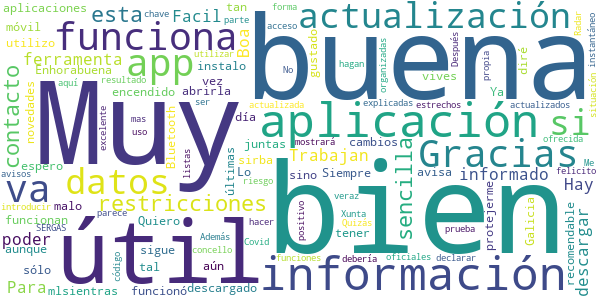 aplicaciones
chave
tan
Facil
móvil
esta
parte
acceso
forma
instantáneo
actualización
utilizo
funciona
Boa
utilizar
No
gustado
hagan
organizadas
Después
Radar
buena
ferramenta
app
Enhorabuena
instalo
vives
propia
diré
Ya
situación
contacto
novedades
aquí
resultado
encendido
vez
abrirla
ser
Muy
actualizada
explicadas
estrechos
actualizados
excelente
mas
uso
Bluetooth
día
aplicación
si
mostrará
ofrecida
va
datos
juntas
cambios
Trabajan
sencilla
Gracias
Me
felicito
espero
listas
Lo
sirba
últimas
sino
Siempre
avisa
informado
Hay
avisos
introducir
restricciones
riesgo
veraz
bien
protejerme
recomendable
descargar
funcionan
malo
parece
útil
Quiero
hacer
positivo
Xunta
Quizas
prueba
Galicia
SERGAS
poder
Además
tener
oficiales
declarar
aunque
sigue
concello
Covid
funciones
debería
sólo
tal
aún
código
información
Para
mlsientras
funcionó
descargado